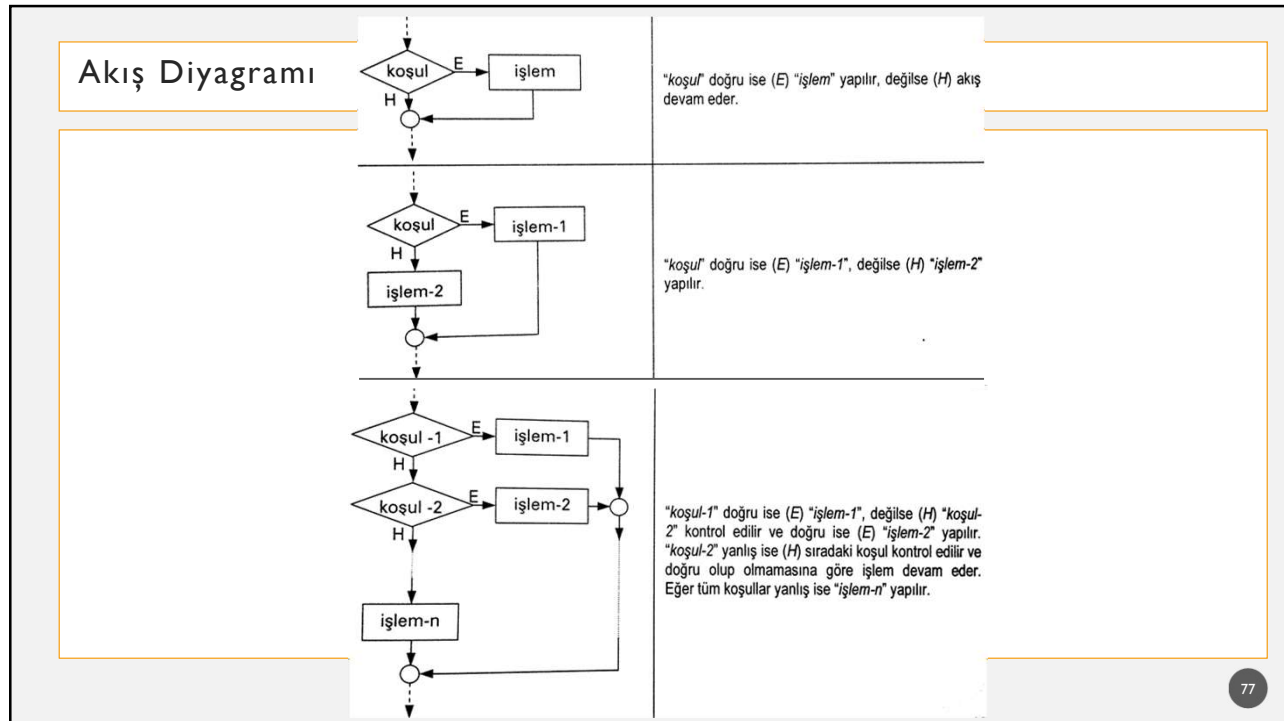 Akış Diyagramı
koşul
E
işlem
H
"koşul" doğru ise (E) "işlem" yapılır, değilse (H) akış
devam eder.
koşul
E
işlem-1
H
işlem-2
"koşul" doğru ise (E) "işlem-1", değilse (H) "işlem-2"
yapılır.
koşul -1
E
işlem-1
H
koşul -2
E
işlem-2
H
işlem-n
"koşul-1" doğru ise (E) "işlem-1", değilse (H) "koşul-
2" kontrol edilir ve doğru ise (E) "işlem-2" yapılır.
"koşul-2" yanlış ise (H) sıradaki koşul kontrol edilir ve
doğru olup olmamasına göre işlem devam eder.
Eğer tüm koşullar yanlış ise "işlem-n" yapılır.
77